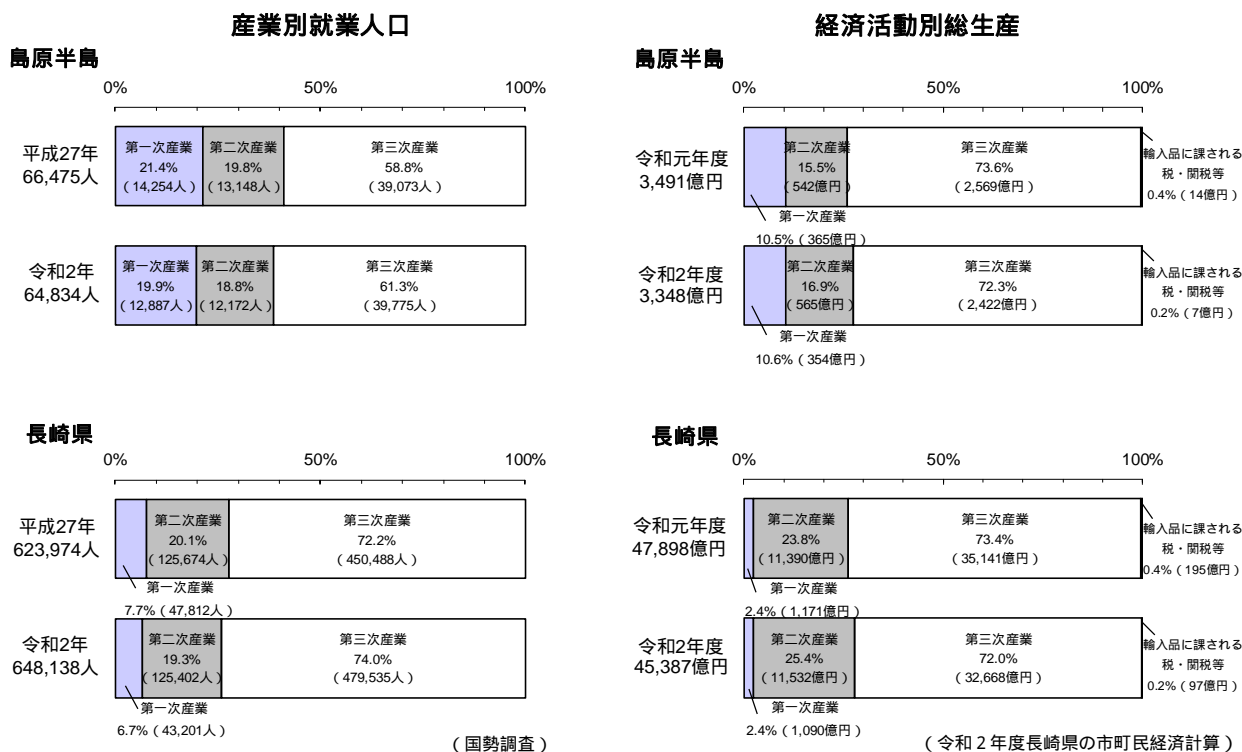 産業別就業人口
島原半島
0% 50% 100%
平成27年
66,475人
第一次産業
21.4%
(14,254人)
第二次産業
19.8%
(13,148人)
第三次産業
58.8%
(39,073人)
令和2年
64,834人
第一次産業
19.9%
(12,887人)
第二次産業
18.8%
(12,172人)
第三次産業
61.3%
(39,775人)
長崎県
0% 50% 100%
平成27年
623,974人
第二次産業
20.1%
(125,674人)
第三次産業
72.2%
(450,488人)
第一次産業
7.7%(47,812人)
令和2年
648,138人
第二次産業
19.3%
(125,402人)
第三次産業
74.0%
(479,535人)
第一次産業
6.7%(43,201人)
(国勢調査)
経済活動別総生産
島原半島
0% 50% 100%
令和元年度
3,491億円
第二次産業
15.5%
(542億円)
第三次産業
73.6%
(2,569億円)
輸入品に課される
税・関税等
0.4%(14億円)
第一次産業
10.5%(365億円)
令和2年度
3,348億円
第二次産業
16.9%
(565億円)
第三次産業
72.3%
(2,422億円)
輸入品に課される
税・関税等
0.2%(7億円)
第一次産業
10.6%(354億円)
長崎県
0% 50% 100%
令和元年度
47,898億円
第二次産業
23.8%
(11,390億円)
第三次産業
73.4%
(35,141億円)
輸入品に課される
税・関税等
0.4%(195億円)
第一次産業
2.4%(1,171億円)
令和2年度
45,387億円
第二次産業
25.4%
(11,532億円)
第三次産業
72.0%
(32,668億円)
輸入品に課される
税・関税等
0.2%(97億円)
第一次産業
2.4%(1,090億円)
(令和2年度長崎県の市町民経済計算)